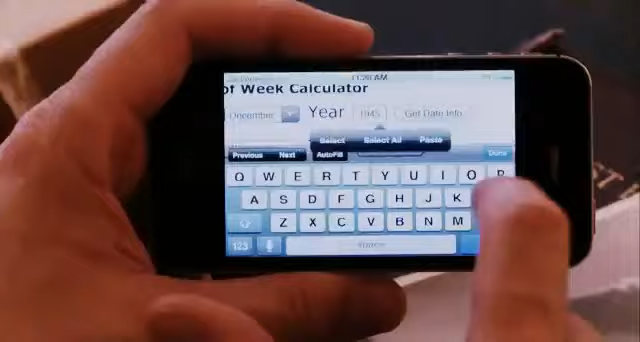 11:26 AM
of Week Calculator
December Year 1945 Get Date Info
Select Select All Paste
Previous Next AutoFill Done
Q W E R T Y U I O P
A S D F G H J K
Z X C V B N M
123 space